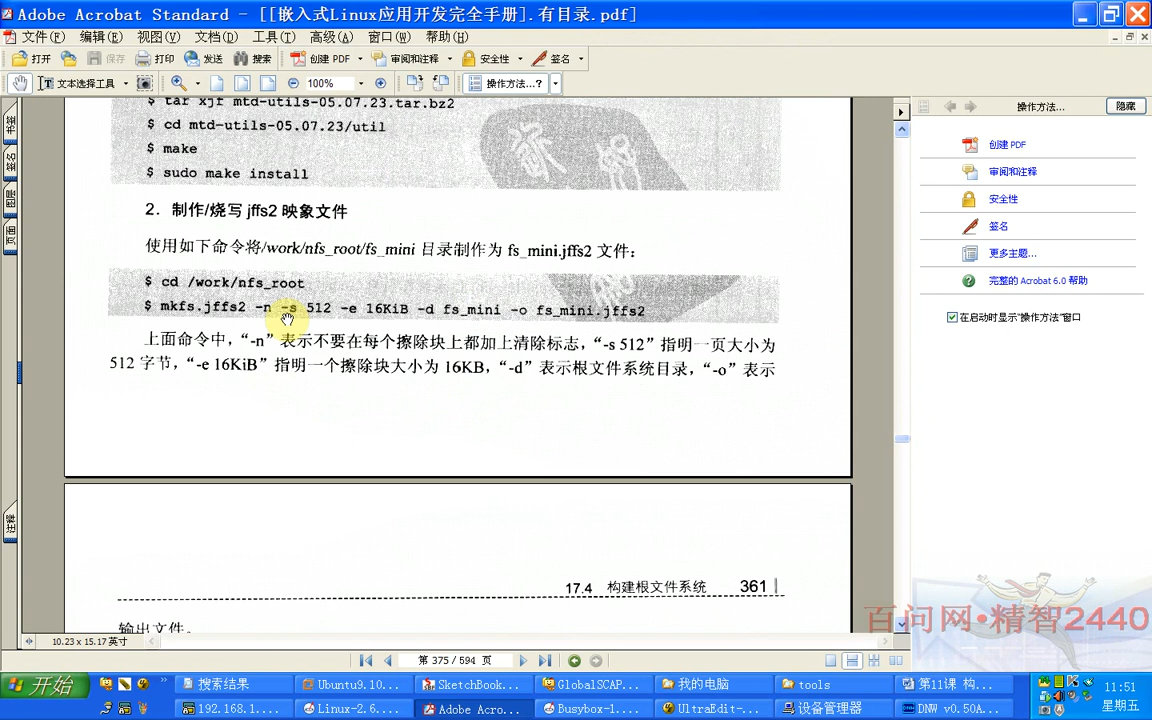 Adobe Acrobat Standard - [[嵌入式Linux应用开发完全手册].有目录.pdf]
文件(F) 编辑(E) 视图(V) 文档(D) 工具(T) 高级(A) 窗口(W) 帮助(H)
打开 保存 打印 发送 搜索 创建 PDF 审阅和注释 安全性 签名
文本选择工具 100% 操作方法..?
书签
签名
图层
页面
注释
$ tar xjf mtd-utils-05.07.23.tar.bz2
$ cd mtd-utils-05.07.23/util
$ make
$ sudo make install
2．制作/烧写 jffs2 映象文件
使用如下命令将/work/nfs_root/fs_mini 目录制作为 fs_mini.jffs2 文件：
$ cd /work/nfs_root
$ mkfs.jffs2 -n -s 512 -e 16KiB -d fs_mini -o fs_mini.jffs2
上面命令中，“-n”表示不要在每个擦除块上都加上清除标志，“-s 512”指明一页大小为
512 字节，“-e 16KiB”指明一个擦除块大小为 16KB，“-d”表示根文件系统目录，“-o”表示
17.4 构建根文件系统 361
输出文件。
操作方法... 隐藏
创建 PDF
审阅和注释
安全性
签名
更多主题...
完整的 Acrobat 6.0 帮助
在启动时显示“操作方法”窗口
百问网•精智2440
10.23 x 15.17 英寸
第 375 / 594 页
开始 搜索结果 Ubuntu9.10... SketchBook... GlobalSCAP... 我的电脑 tools 第11课 构... 11:51
192.168.1.... Linux-2.6.... Adobe Acro... Busybox-1.... UltraEdit-... 设备管理器 DNW v0.50A... 星期五